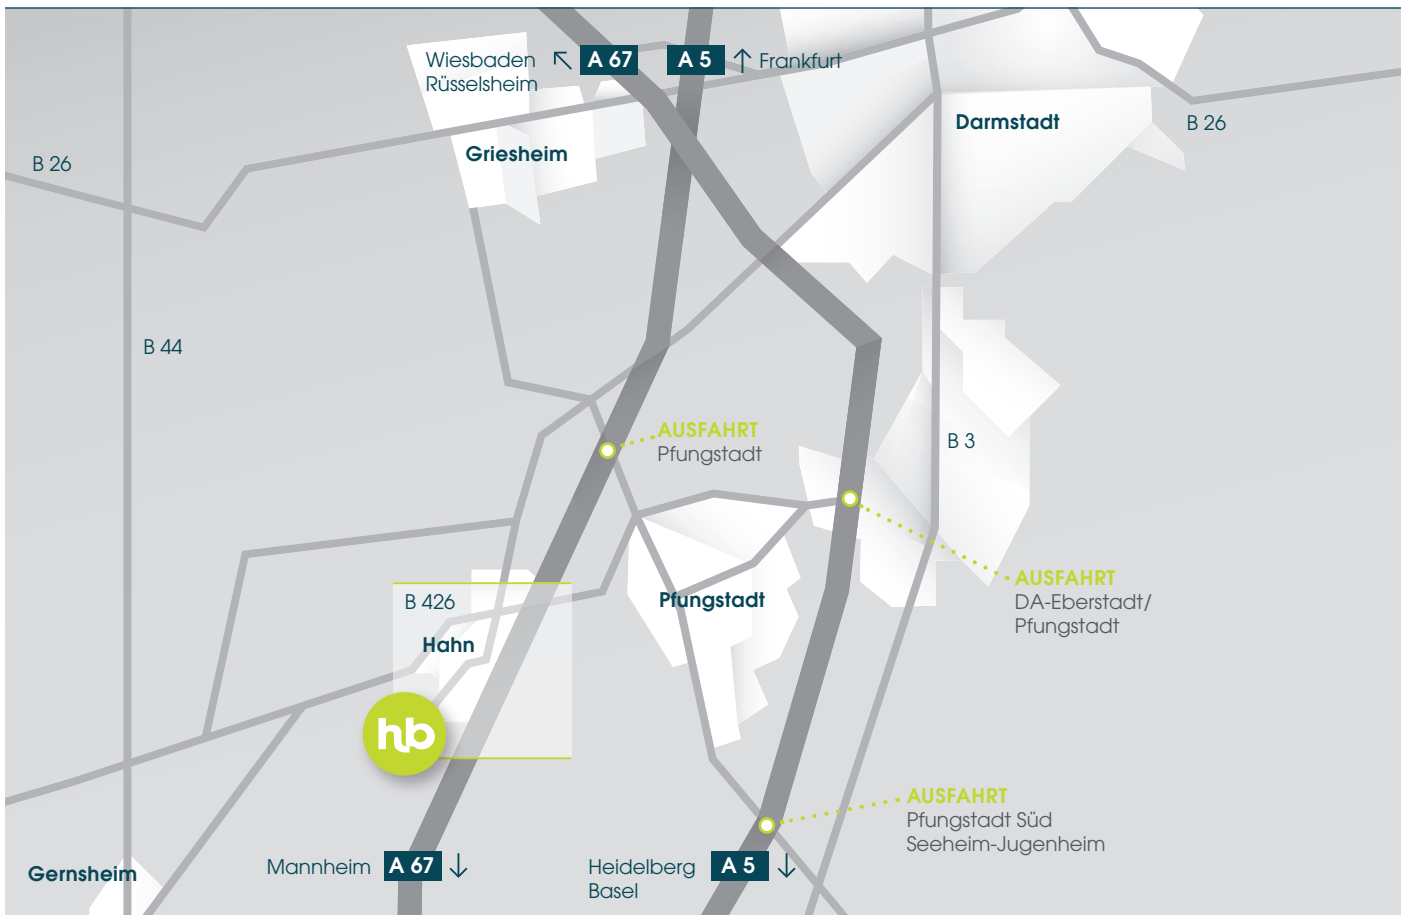 Wiesbaden
Rüsselsheim
A 67
A 5
Frankfurt
Darmstadt
B 26
Griesheim
B 26
B 44
AUSFAHRT
Pfungstadt
B 3
AUSFAHRT
DA-Eberstadt/
Pfungstadt
B 426
Pfungstadt
Hahn
hb
AUSFAHRT
Pfungstadt Süd
Seeheim-Jugenheim
Gernsheim
Mannheim
A 67
Heidelberg
Basel
A 5